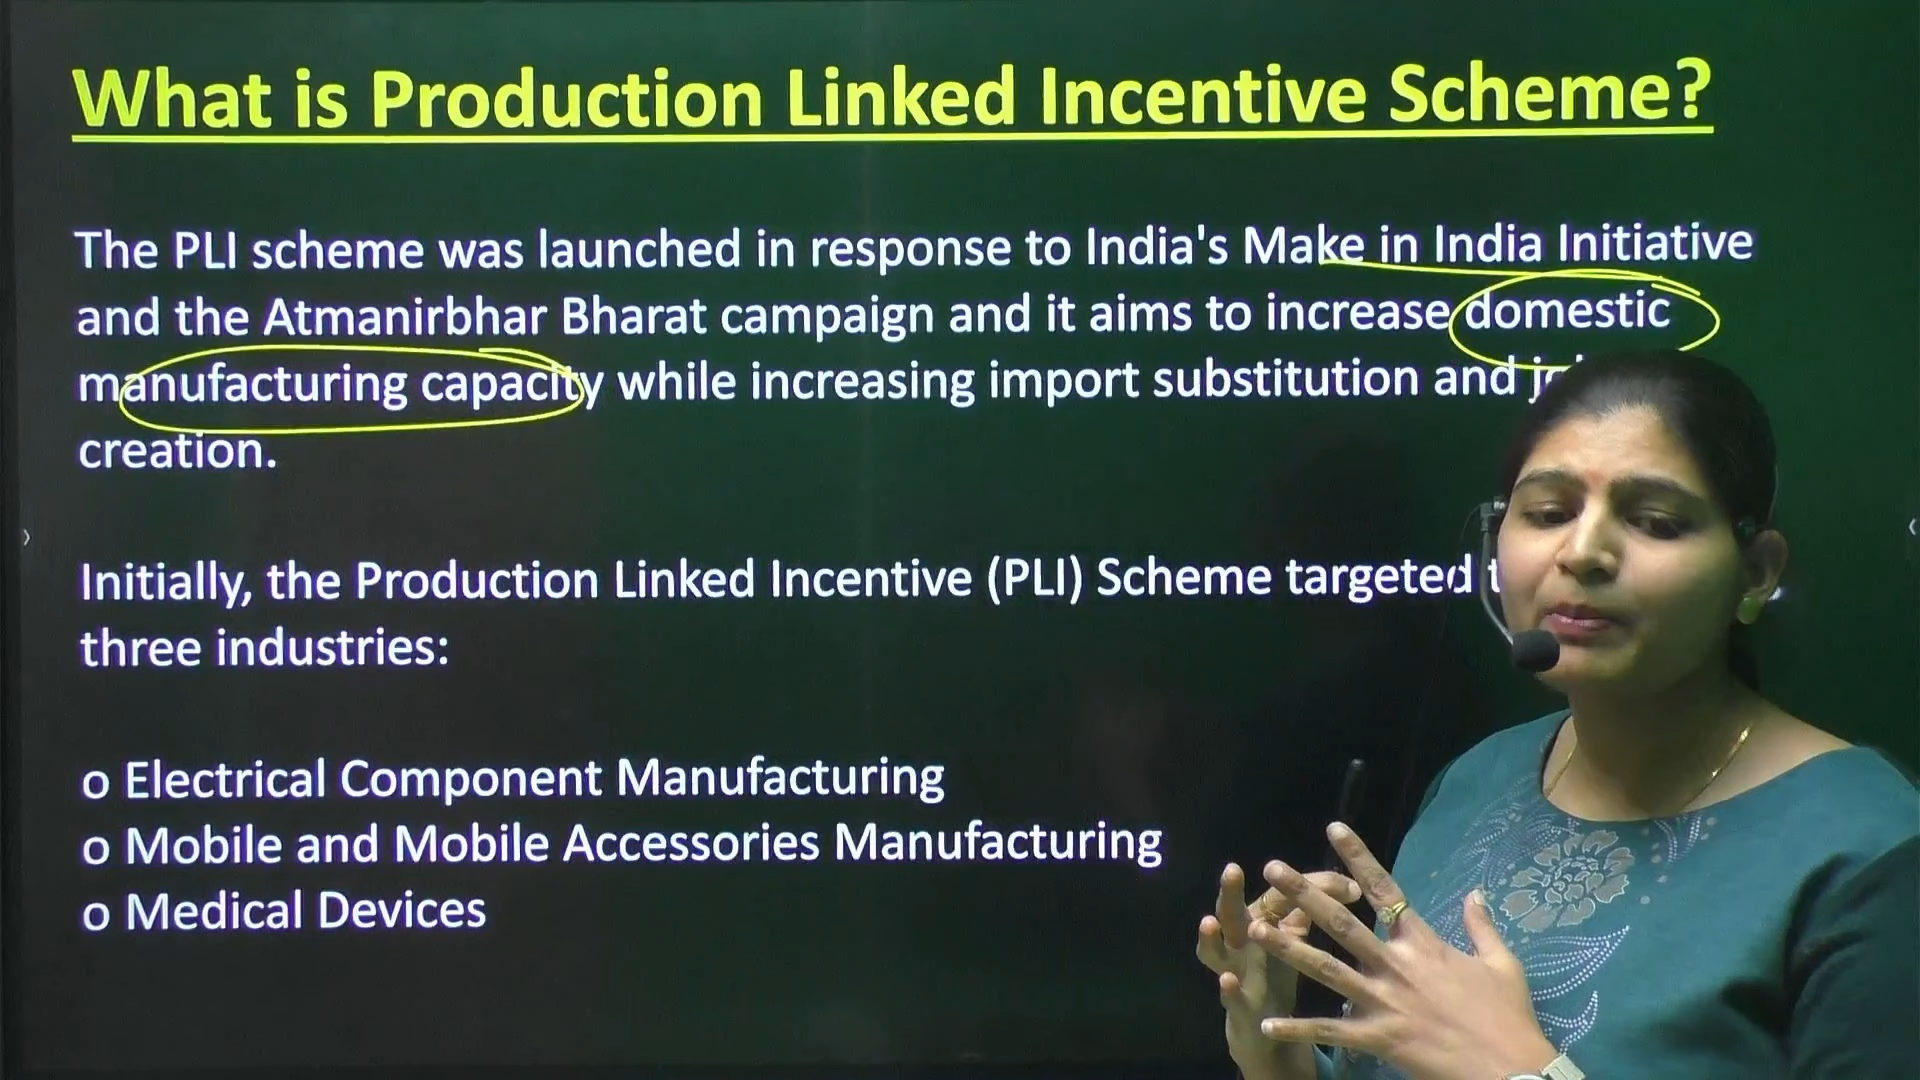 What is Production Linked Incentive Scheme?
The PLI scheme was launched in response to India's Make in India Initiative
and the Atmanirbhar Bharat campaign and it aims to increase domestic
manufacturing capacity while increasing import substitution and
creation.
Initially, the Production Linked Incentive (PLI) Scheme targeted
three industries:
o Electrical Component Manufacturing
o Mobile and Mobile Accessories Manufacturing
o Medical Devices